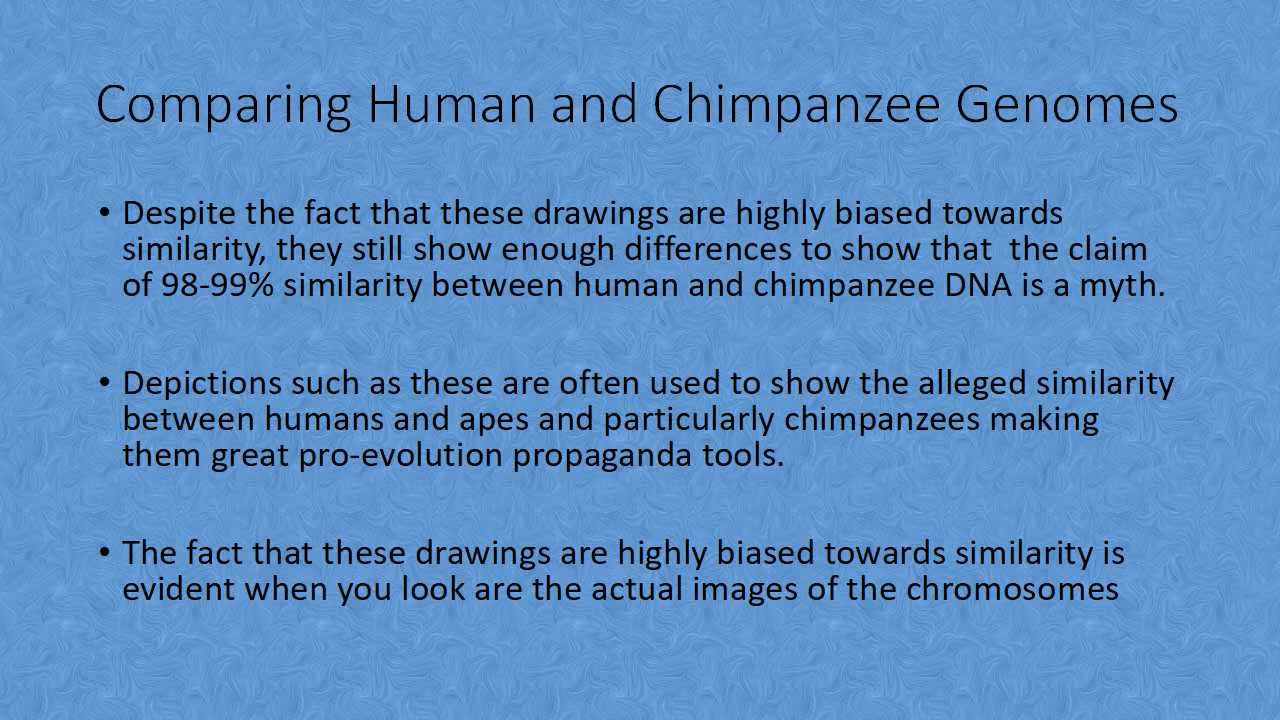 Comparing Human and Chimpanzee Genomes
• Despite the fact that these drawings are highly biased towards
similarity, they still show enough differences to show that  the claim
of 98-99% similarity between human and chimpanzee DNA is a myth.
• Depictions such as these are often used to show the alleged similarity
between humans and apes and particularly chimpanzees making
them great pro-evolution propaganda tools.
• The fact that these drawings are highly biased towards similarity is
evident when you look are the actual images of the chromosomes